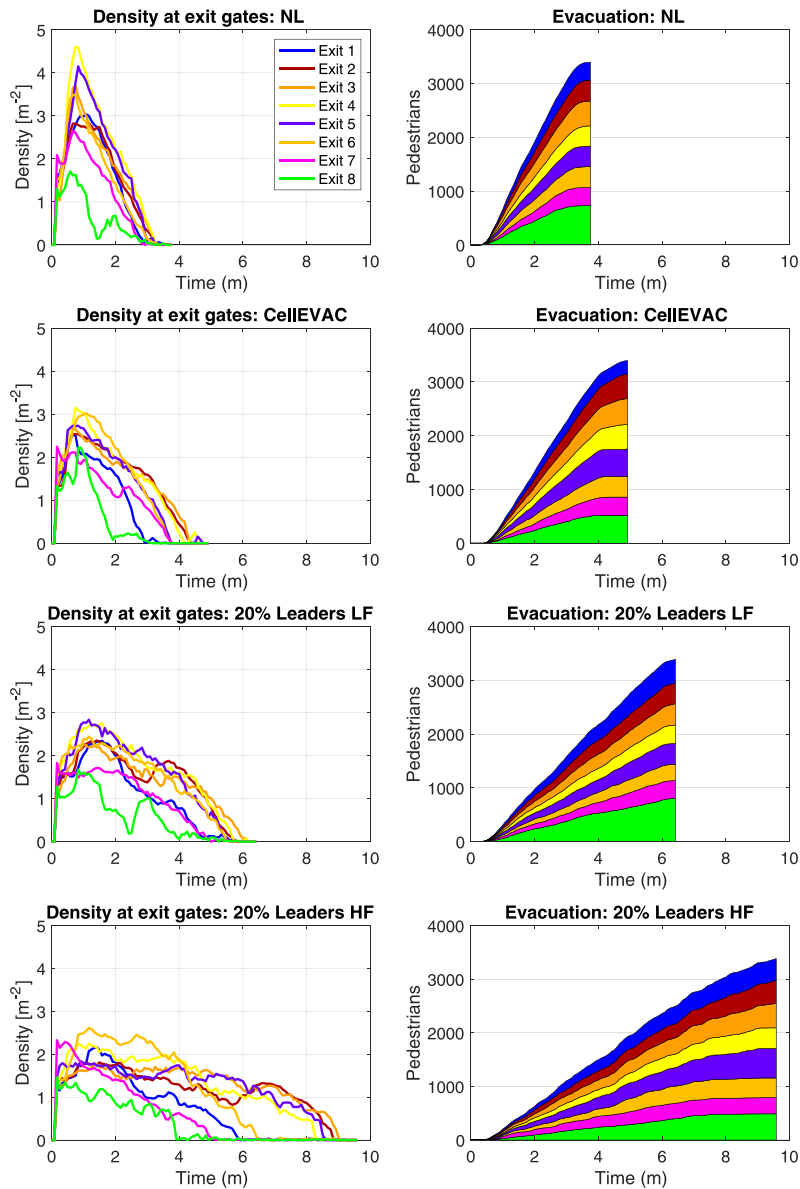 Density at exit gates: NL
Density [m-2]
5
4
3
2
1
0
0 2 4 6 8 10
Time (m)
Exit 1
Exit 2
Exit 3
Exit 4
Exit 5
Exit 6
Exit 7
Exit 8
Evacuation: NL
Pedestrians
4000
3000
2000
1000
0
0 2 4 6 8 10
Time (m)
Density at exit gates: CellEVAC
Density [m-2]
5
4
3
2
1
0
0 2 4 6 8 10
Time (m)
Evacuation: CellEVAC
Pedestrians
4000
3000
2000
1000
0
0 2 4 6 8 10
Time (m)
Density at exit gates: 20% Leaders LF
Density [m-2]
5
4
3
2
1
0
0 2 4 6 8 10
Time (m)
Evacuation: 20% Leaders LF
Pedestrians
4000
3000
2000
1000
0
0 2 4 6 8 10
Time (m)
Density at exit gates: 20% Leaders HF
Density [m-2]
5
4
3
2
1
0
0 2 4 6 8 10
Time (m)
Evacuation: 20% Leaders HF
Pedestrians
4000
3000
2000
1000
0
0 2 4 6 8 10
Time (m)